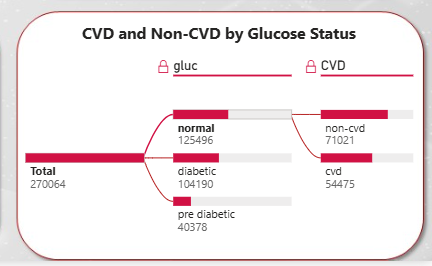 CVD and Non-CVD by Glucose Status
gluc
CVD
Total
270064
normal
125496
diabetic
104190
pre diabetic
40378
non-cvd
71021
cvd
54475